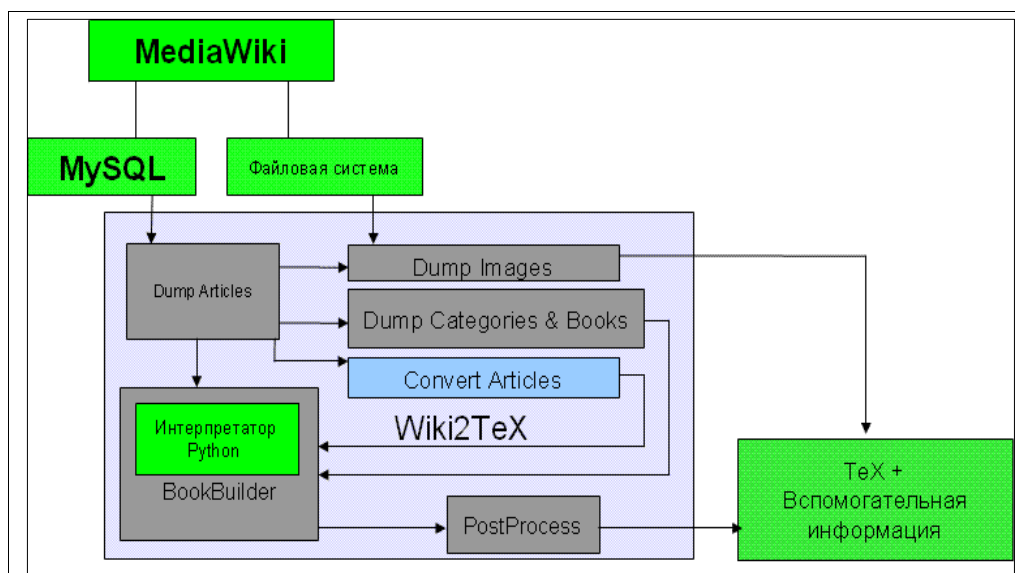 MediaWiki
MySQL
Файловая система
Dump Images
Dump Articles
Dump Categories & Books
Convert Articles
Wiki2TeX
Интерпретатор
Python
BookBuilder
PostProcess
TeX +
Вспомогательная
информация